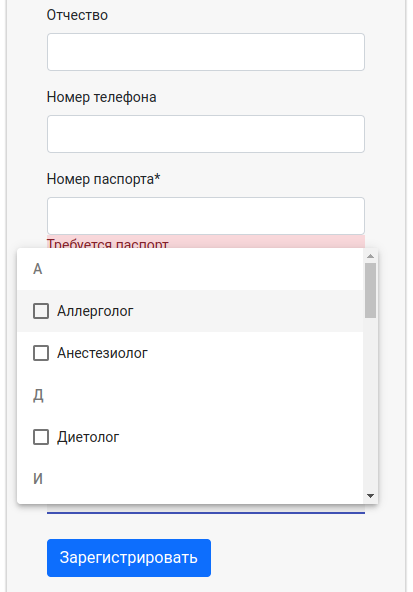 Отчество
Номер телефона
Номер паспорта*
Требуется паспорт
А
Аллерголог
Анестезиолог
Д
Диетолог
И
Зарегистрировать